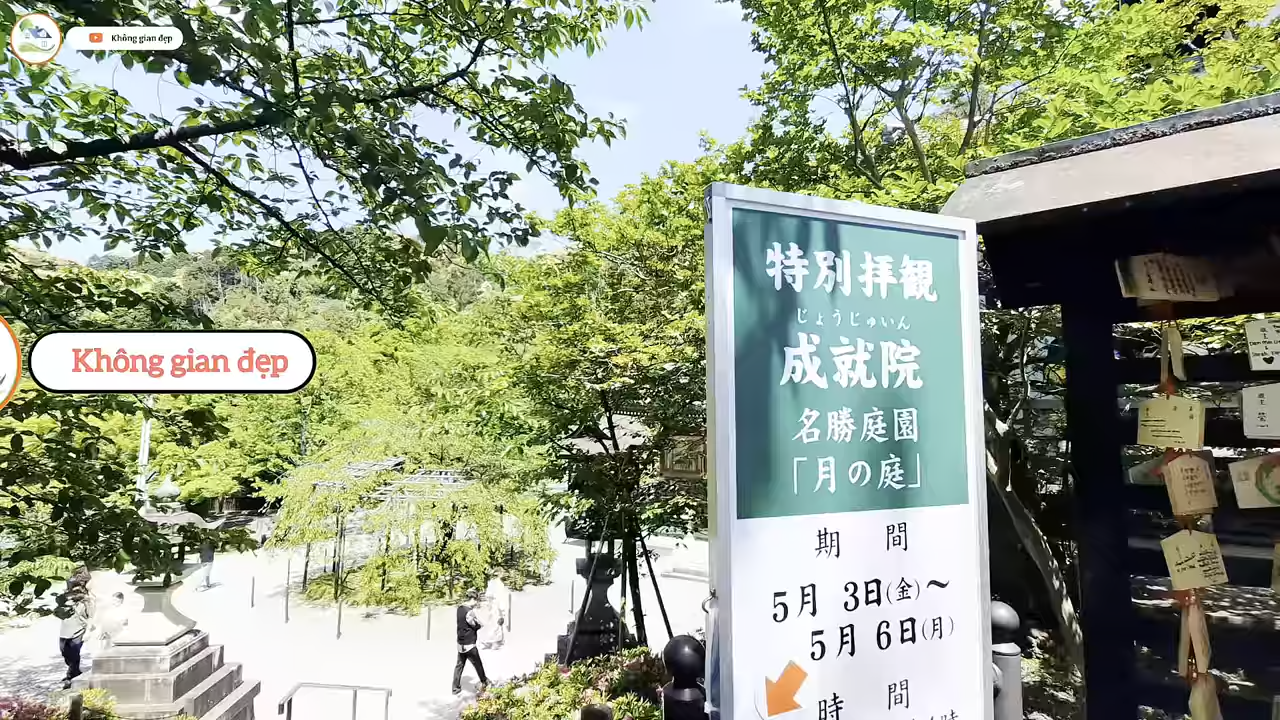 Không gian đẹp
Không gian đẹp
特別拝観
じょうじゅいん
成就院
名勝庭園
「月の庭」
期　間
5月 3日(金)～
5月 6日(月)
時　間